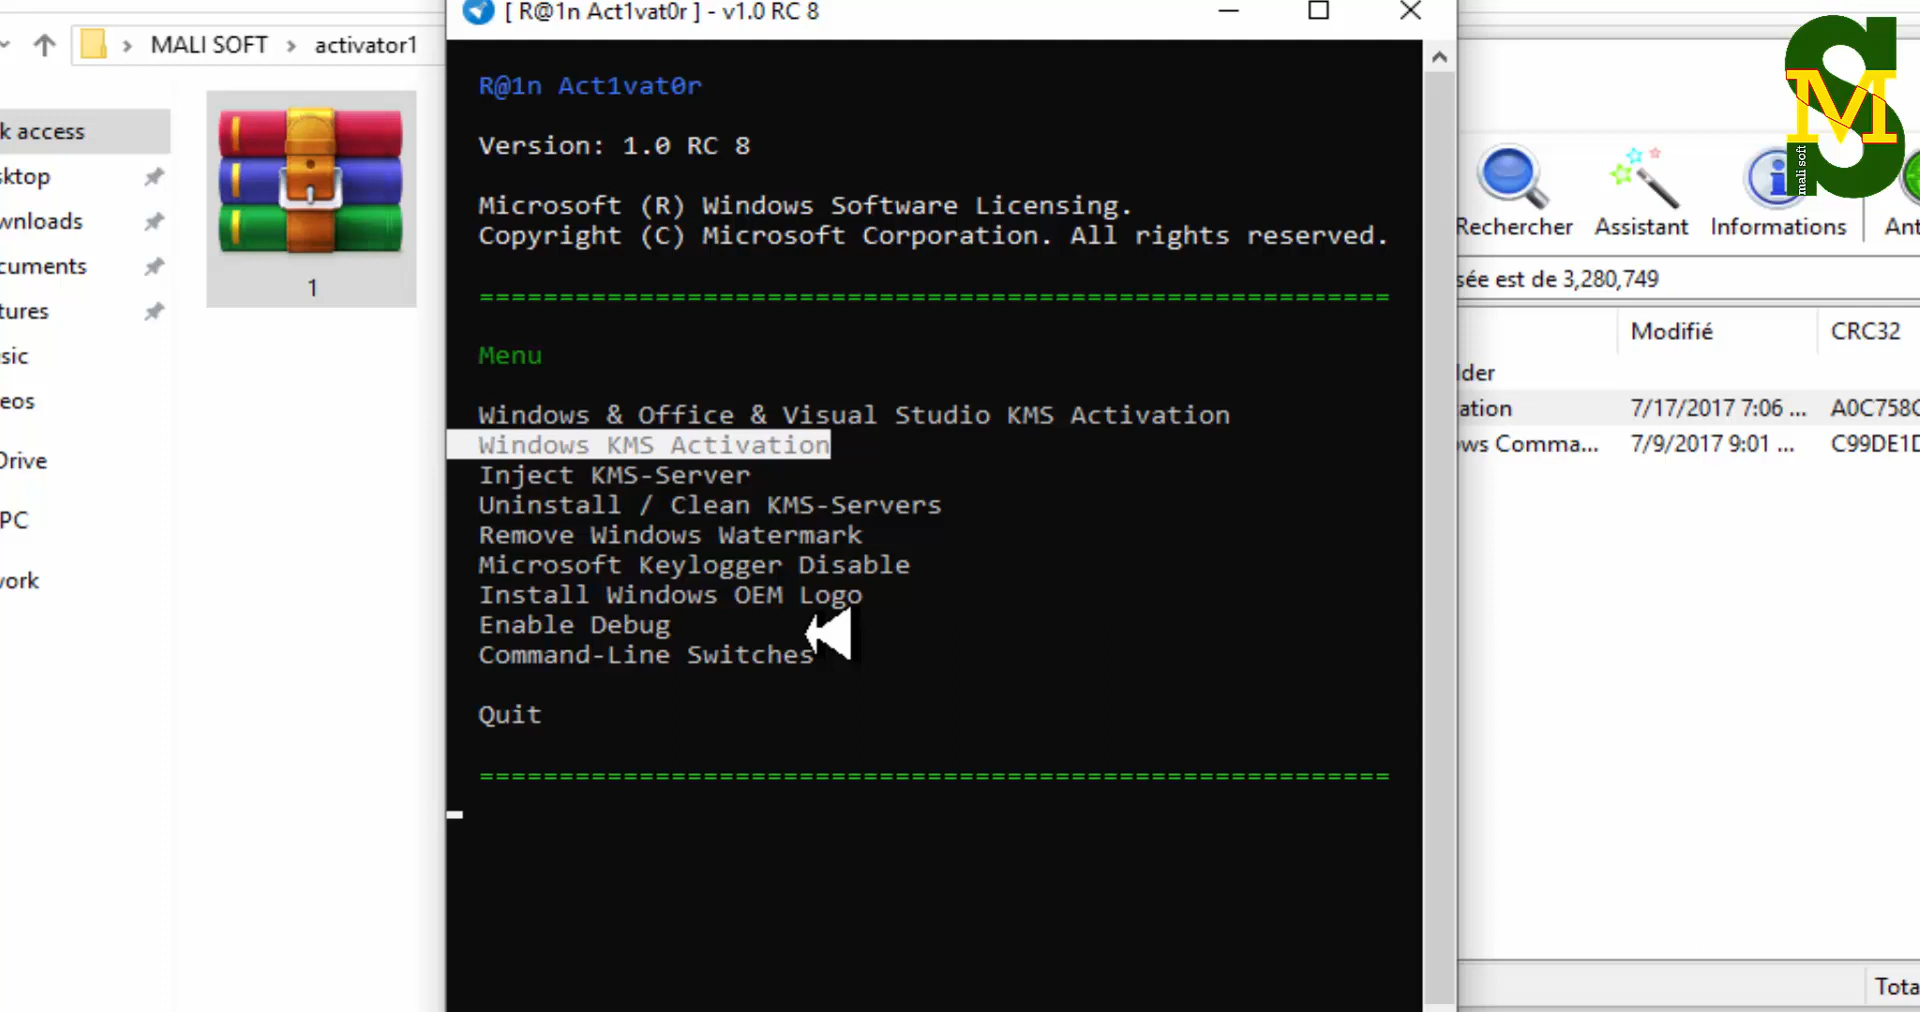 [ R@1n Act1vat0r ] - v1.0 RC 8
MALI SOFT > activator1
k access
ktop
wnloads
cuments
tures
sic
eos
Drive
PC
work
1
R@1n Act1vat0r
Version: 1.0 RC 8
Microsoft (R) Windows Software Licensing.
Copyright (C) Microsoft Corporation. All rights reserved.
=========================================================
Menu
Windows & Office & Visual Studio KMS Activation
Windows KMS Activation
Inject KMS-Server
Uninstall / Clean KMS-Servers
Remove Windows Watermark
Microsoft Keylogger Disable
Install Windows OEM Logo
Enable Debug
Command-Line Switches
Quit
=========================================================
SM
mali soft
Rechercher Assistant Informations Ant
sée est de 3,280,749
Modifié CRC32
lder
ation 7/17/2017 7:06 ... A0C758C
ws Comma... 7/9/2017 9:01 ... C99DE1D
Tota